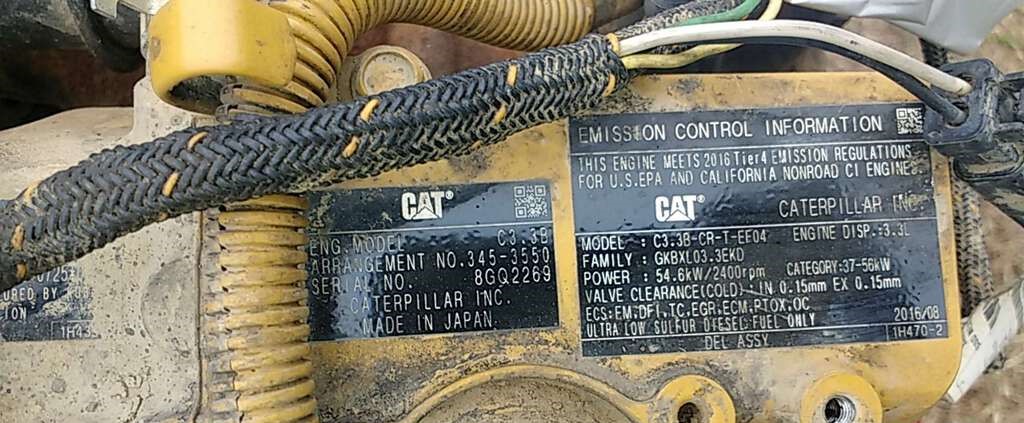 EMISSION CONTROL INFORMATION
THIS ENGINE MEETS 2016 Tier4 EMISSION REGULATIONS
FOR U.S.EPA AND CALIFORNIA NONROAD CI ENGINES.
CAT® CATERPILLAR INC.
MODEL : C3.3B-CR-T-EE04 ENGINE DISP.:3.3L
FAMILY : GKBXL03.3EKD
POWER : 54.6kW/2400rpm CATEGORY:37-56kW
VALVE CLEARANCE(COLD) : IN 0.15mm EX 0.15mm
ECS:EM,DFI,TC,EGR,ECM,PTOX,OC
ULTRA LOW SULFUR DIESEL FUEL ONLY 2016/08
DEL ASSY 1H470-2
CAT®
ENG.MODEL C3.3B
ARRANGEMENT NO.345-3550
SERIAL NO. 8GQ2269
CATERPILLAR INC.
MADE IN JAPAN
URED BY
ION
1H43